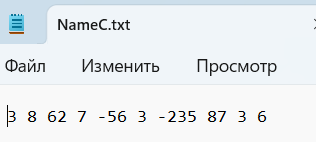 NameC.txt
Файл Изменить Просмотр
3 8 62 7 -56 3 -235 87 3 6